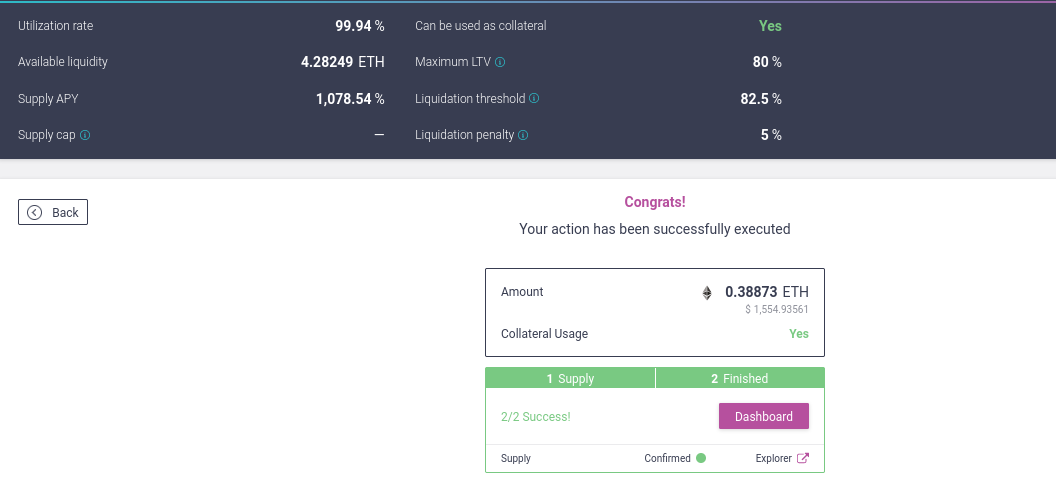 Utilization rate 99.94 % Can be used as collateral Yes
Available liquidity 4.28249 ETH Maximum LTV 80 %
Supply APY 1,078.54 % Liquidation threshold 82.5 %
Supply cap — Liquidation penalty 5 %
Congrats!
Back
Your action has been successfully executed
Amount 0.38873 ETH
$ 1,554.93561
Collateral Usage Yes
1 Supply 2 Finished
2/2 Success! Dashboard
Supply Confirmed Explorer